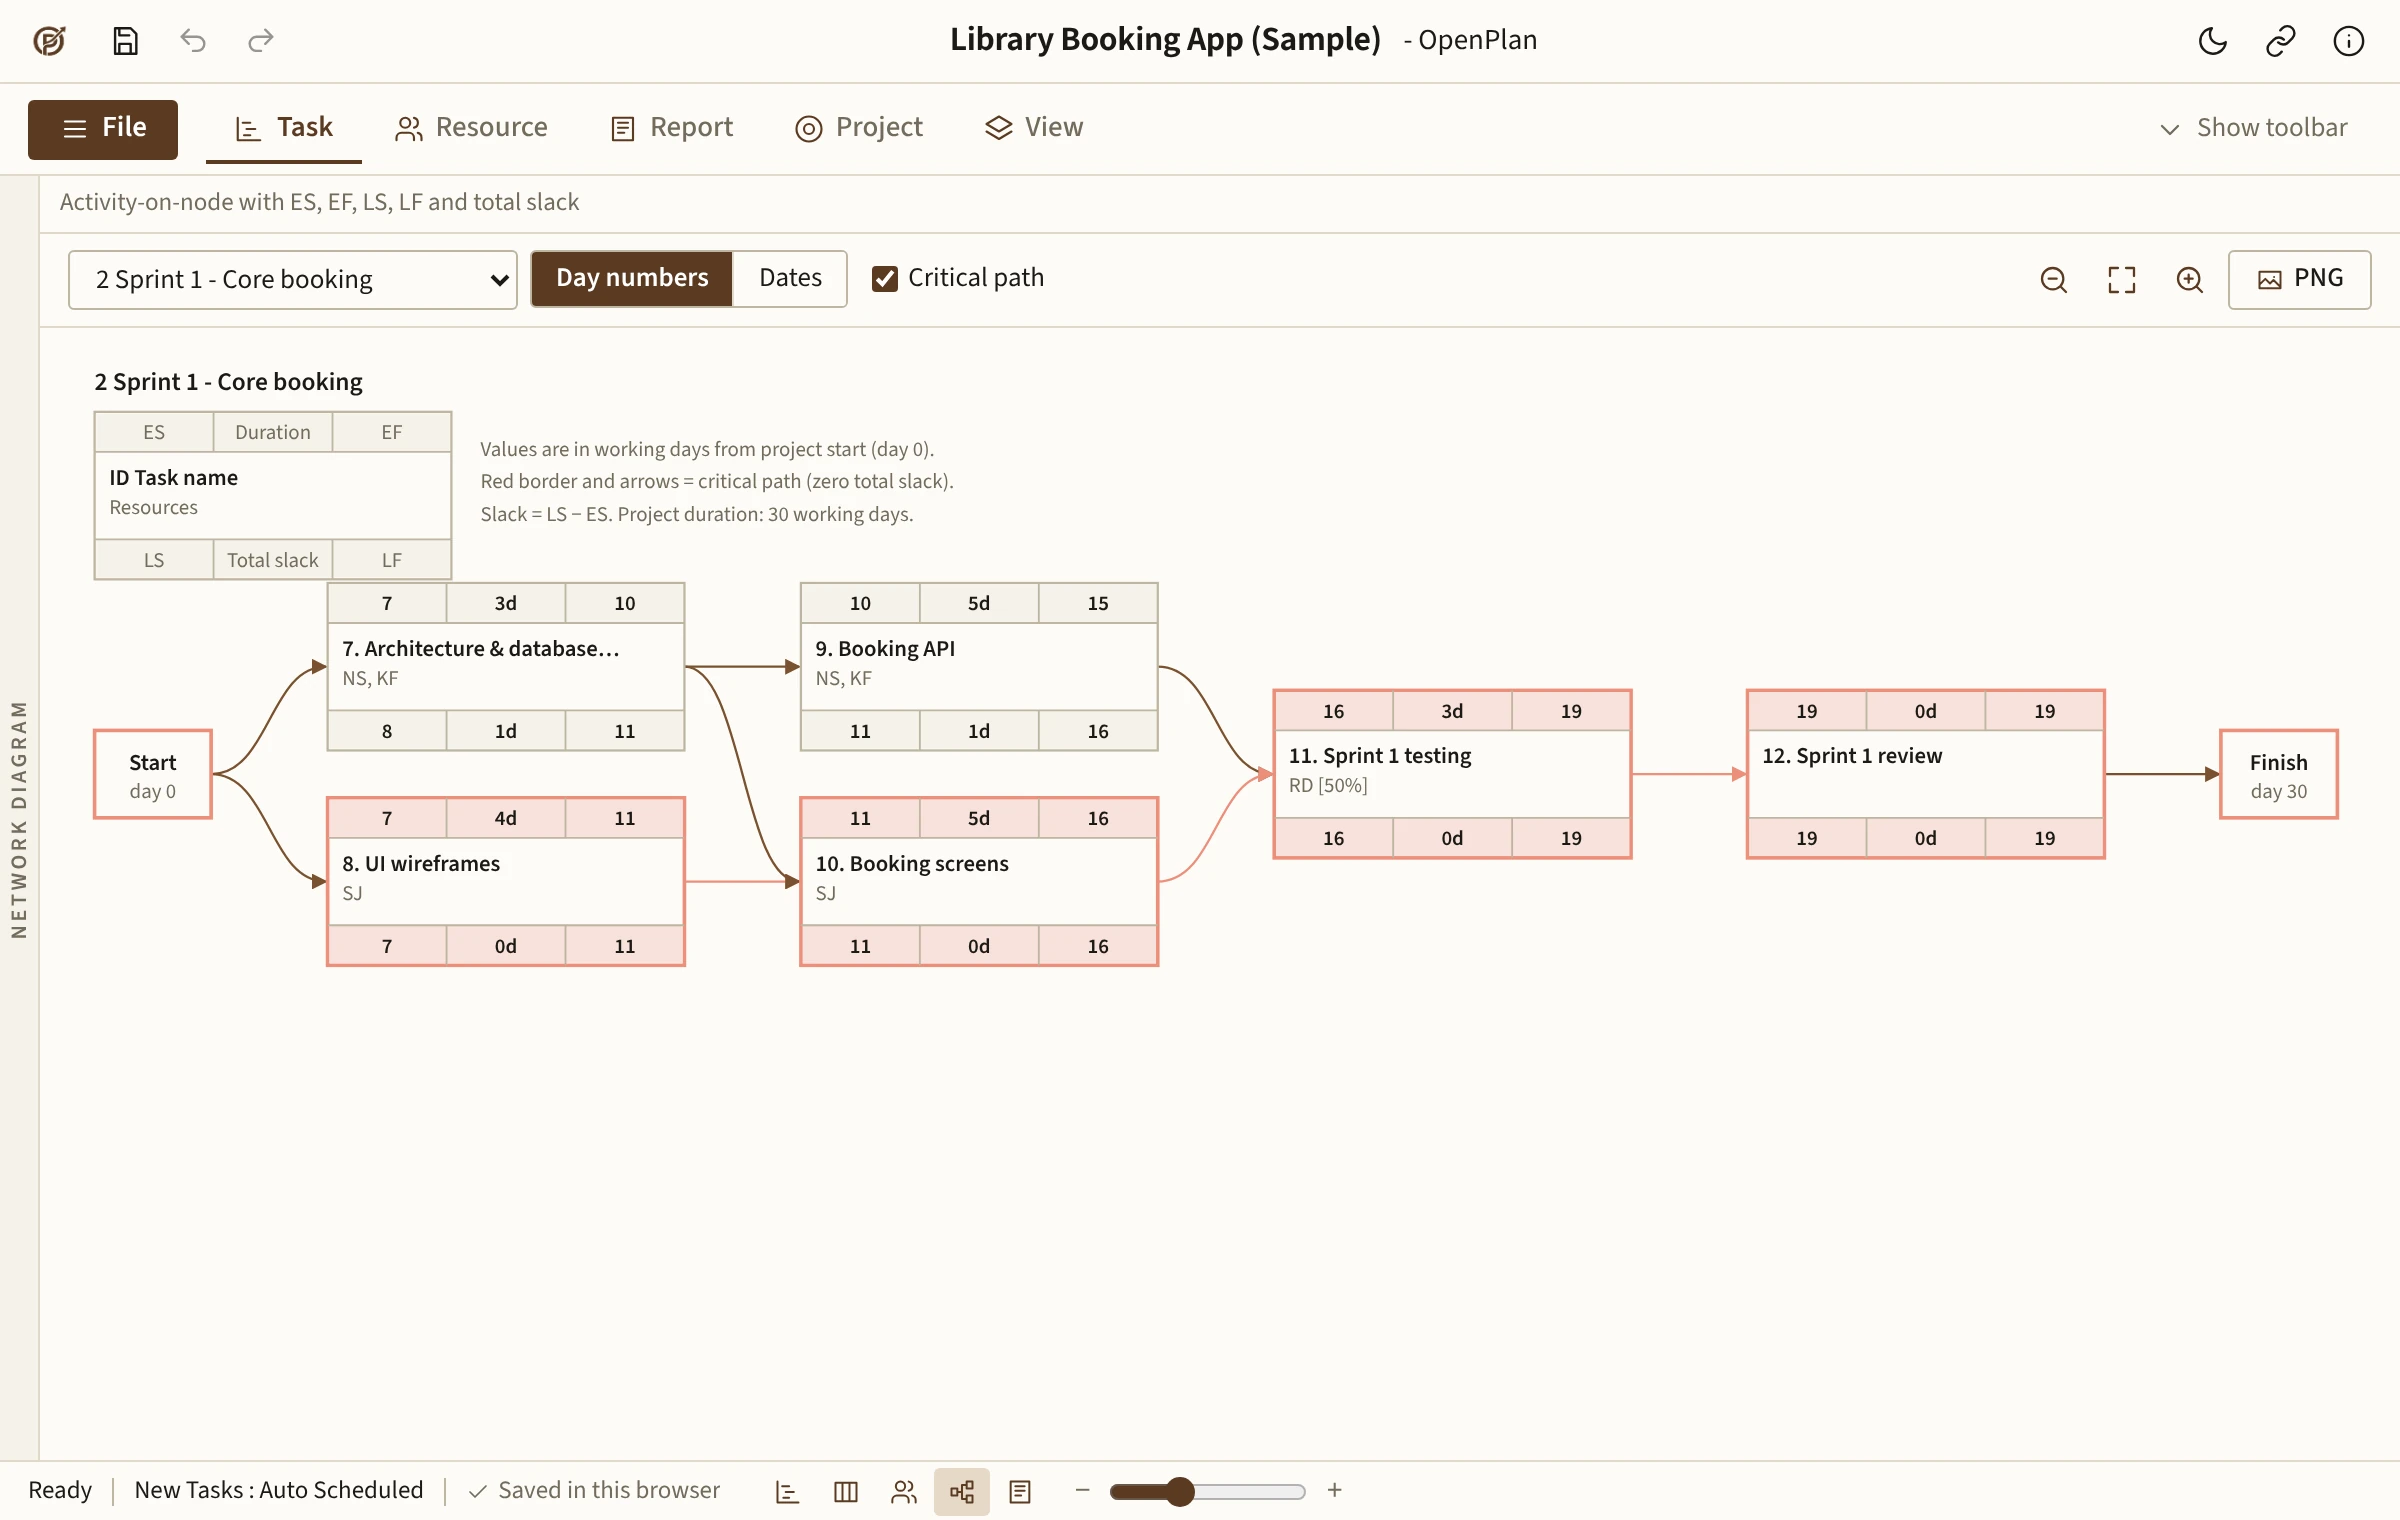 Library Booking App (Sample) - OpenPlan
File Task Resource Report Project View Show toolbar
Activity-on-node with ES, EF, LS, LF and total slack
2 Sprint 1 - Core booking Day numbers Dates Critical path PNG
NETWORK DIAGRAM
2 Sprint 1 - Core booking
ES Duration EF
ID Task name
Resources
LS Total slack LF
Values are in working days from project start (day 0).
Red border and arrows = critical path (zero total slack).
Slack = LS − ES. Project duration: 30 working days.
Start
day 0
7 3d 10
7. Architecture & database…
NS, KF
8 1d 11
7 4d 11
8. UI wireframes
SJ
7 0d 11
10 5d 15
9. Booking API
NS, KF
11 1d 16
11 5d 16
10. Booking screens
SJ
11 0d 16
16 3d 19
11. Sprint 1 testing
RD [50%]
16 0d 19
19 0d 19
12. Sprint 1 review
19 0d 19
Finish
day 30
Ready New Tasks : Auto Scheduled Saved in this browser − +